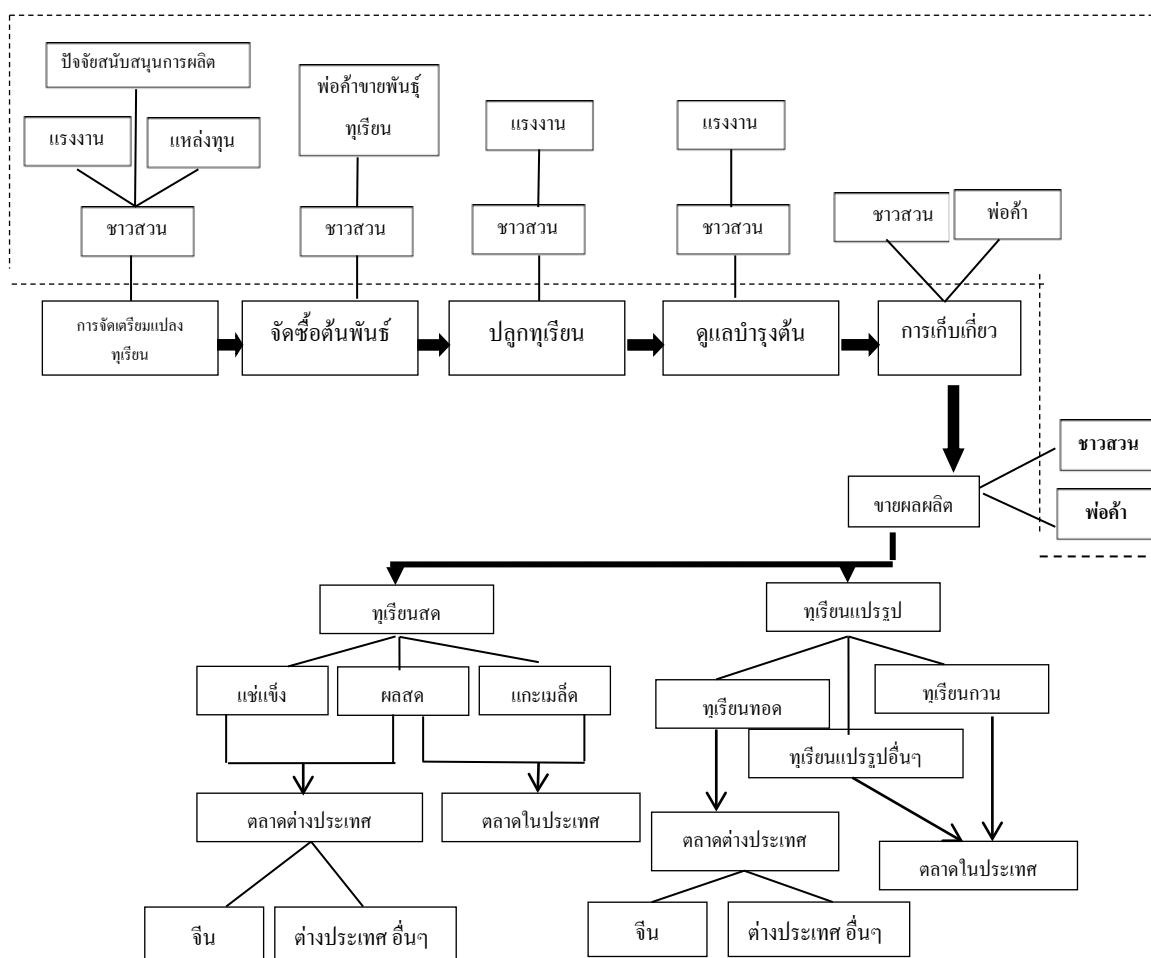 ปัจจัยสนับสนุนการผลิต
แรงงาน
แหล่งทุน
ชาวสวน
พ่อค้าขายพันธุ์
ทุเรียน
ชาวสวน
แรงงาน
ชาวสวน
แรงงาน
ชาวสวน
ชาวสวน
พ่อค้า
การจัดเตรียมแปลง
ทุเรียน
จัดซื้อต้นพันธ์
ปลูกทุเรียน
ดูแลบำรุงต้น
การเก็บเกี่ยว
ชาวสวน
ขายผลผลิต
พ่อค้า
ทุเรียนสด
ทุเรียนแปรรูป
แช่แข็ง
ผลสด
แกะเมล็ด
ทุเรียนทอด
ทุเรียนกวน
ทุเรียนแปรรูปอื่นๆ
ตลาดต่างประเทศ
ตลาดในประเทศ
ตลาดต่างประเทศ
ตลาดในประเทศ
จีน
ต่างประเทศ อื่นๆ
จีน
ต่างประเทศ อื่นๆ